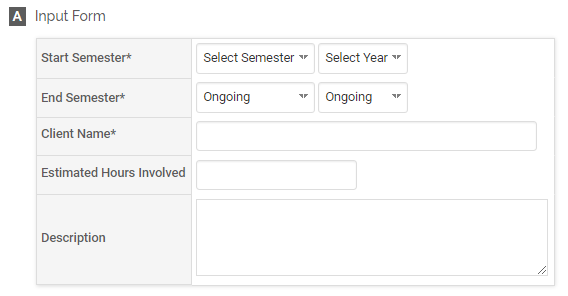 A Input Form
Start Semester* Select Semester Select Year
End Semester* Ongoing Ongoing
Client Name*
Estimated Hours Involved
Description